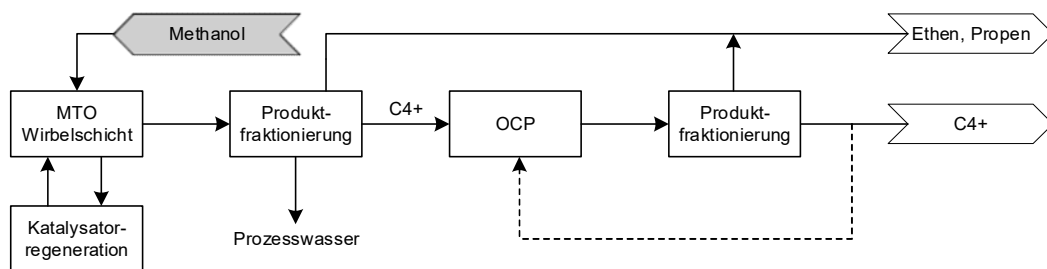 Methanol
Ethen, Propen
MTO
Wirbelschicht
Produkt-
fraktionierung
C4+
OCP
Produkt-
fraktionierung
C4+
Katalysator-
regeneration
Prozesswasser